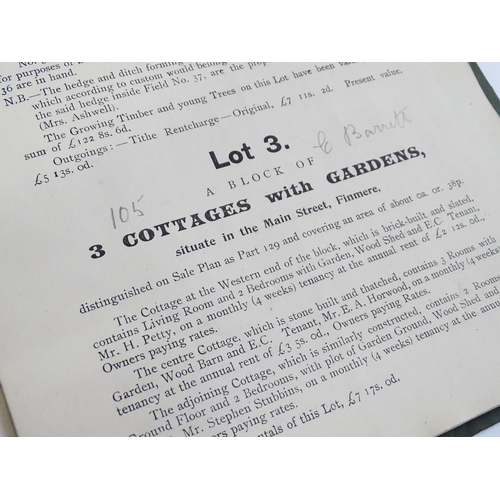 for purposes of
36 are in hand.
N.B.—The hedge and ditch forming
which according to custom would belong
the said hedge inside Field No. 37, are the prop
(Mrs. Ashwell).
The Growing Timber and young Trees on this Lot have been valu
sum of £122 8s. 6d.
Outgoings:—Tithe Rentcharge—Original, £7 11s. 2d. Present value,
£5 13s. 0d.
Lot 3.
C Barrett
A BLOCK OF
105
3 COTTAGES with GARDENS,
situate in the Main Street, Finmere,
distinguished on Sale Plan as Part 129 and covering an area of about 0a. 0r. 38p.
The Cottage at the Western end of the block, which is brick-built and slated,
contains Living Room and 2 Bedrooms with Garden, Wood Shed and E.C. Tenant,
Mr. H. Petty, on a monthly (4 weeks) tenancy at the annual rent of £2 12s. 0d.,
Owners paying rates.
The centre Cottage, which is stone built and thatched, contains 3 Rooms with
Garden, Wood Barn and E.C. Tenant, Mr. E. A. Horwood, on a monthly (4 weeks)
tenancy at the annual rent of £3 5s. 0d., Owners paying Rates.
The adjoining Cottage, which is similarly constructed, contains 2 Rooms
Ground Floor and 2 Bedrooms, with plot of Garden Ground, Wood Shed and
Mr. Stephen Stubbins, on a monthly (4 weeks) tenancy at the annu
ers paying rates.
entals of this Lot, £7 17s. 0d.